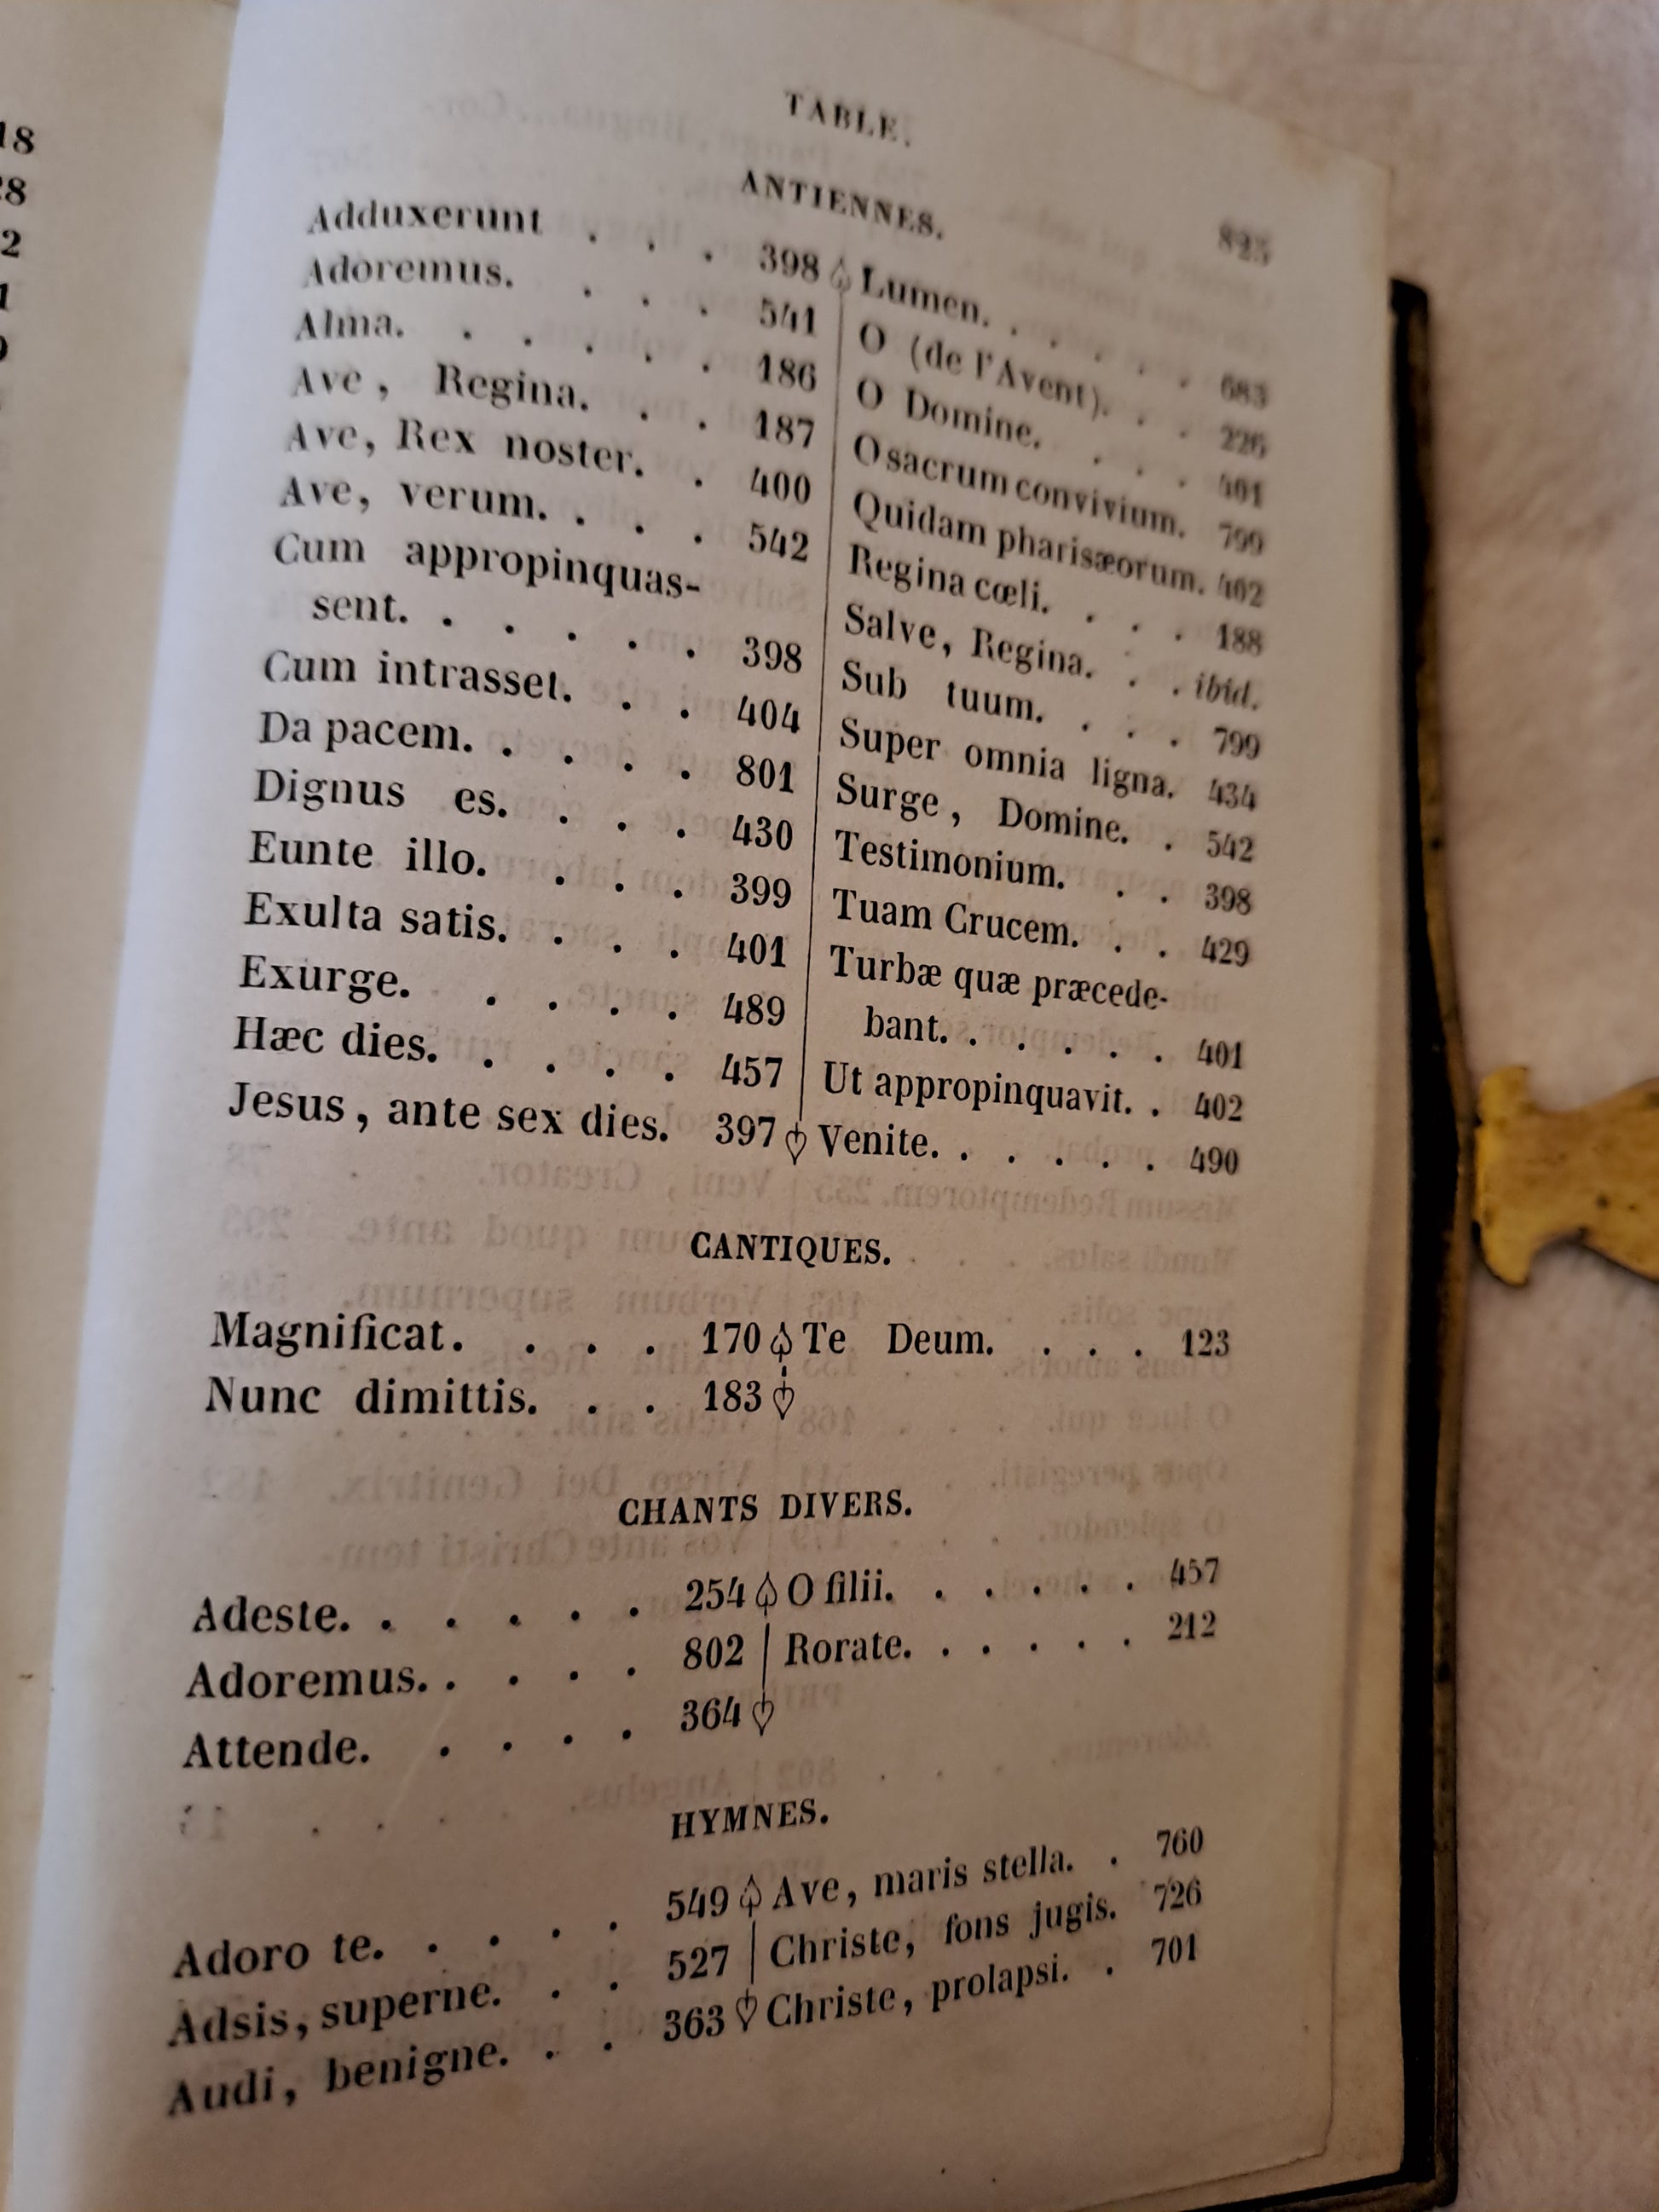 18
28
2
1
TABLE.
825
ANTIENNES.
Adduxerunt . . . 398
Adoremus. . . . 541
Alma. . . . . . 186
Ave, Regina. . . 187
Ave, Rex noster. . 400
Ave, verum. . . . 542
Cum appropinquas-
sent. . . . . . 398
Cum intrasset. . . 404
Da pacem. . . . . 801
Dignus es. . . . 430
Eunte illo. . . . 399
Exulta satis. . . . 401
Exurge. . . . . 489
Hæc dies. . . . . 457
Jesus, ante sex dies. 397
Lumen. . . . . . 683
O (de l'Avent). . . 226
O Domine. . . . 401
O sacrum convivium. 799
Quidam pharisæorum. 402
Regina cœli. . . . 188
Salve, Regina. . . ibid.
Sub tuum. . . . 799
Super omnia ligna. 434
Surge, Domine. . 542
Testimonium. . . 398
Tuam Crucem. . . 429
Turbæ quæ præcede-
bant. . . . . . 401
Ut appropinquavit. . 402
Venite. . . . . . 490
CANTIQUES.
Magnificat. . . . 170
Nunc dimittis. . . 183
Te Deum. . . . 123
CHANTS DIVERS.
Adeste. . . . . . 254
Adoremus. . . . . 802
Attende. . . . . 364
O filii. . . . . . 457
Rorate. . . . . . 212
HYMNES.
Adoro te. . . . . 549
Adsis, superne. . . 527
Audi, benigne. . . 363
Ave, maris stella. . 760
Christe, fons jugis. 726
Christe, prolapsi. . 701